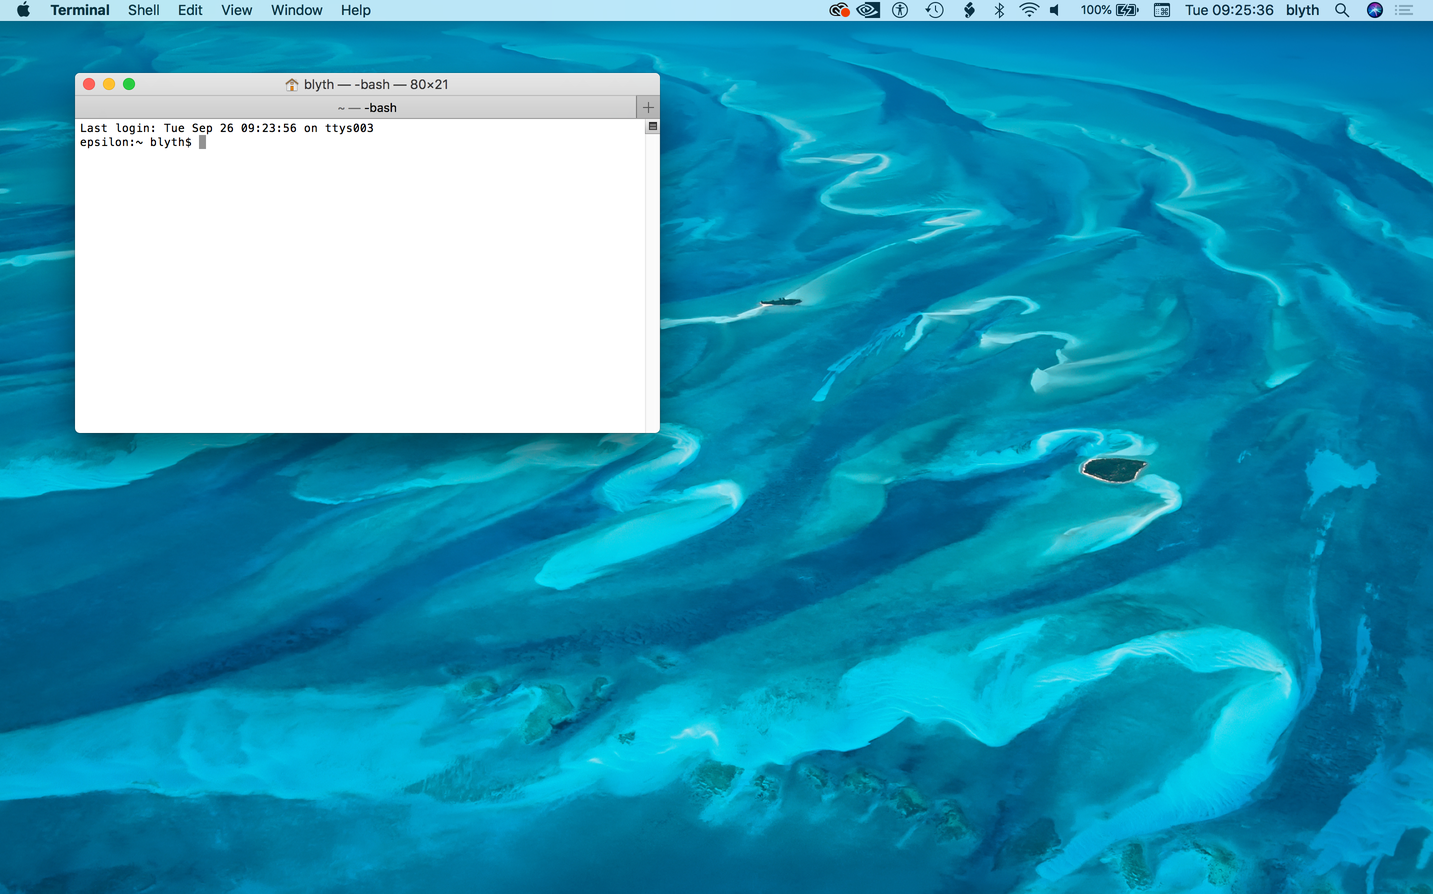 Terminal Shell Edit View Window Help 100% Tue 09:25:36 blyth
blyth — -bash — 80×21
~ — -bash
Last login: Tue Sep 26 09:23:56 on ttys003
epsilon:~ blyth$